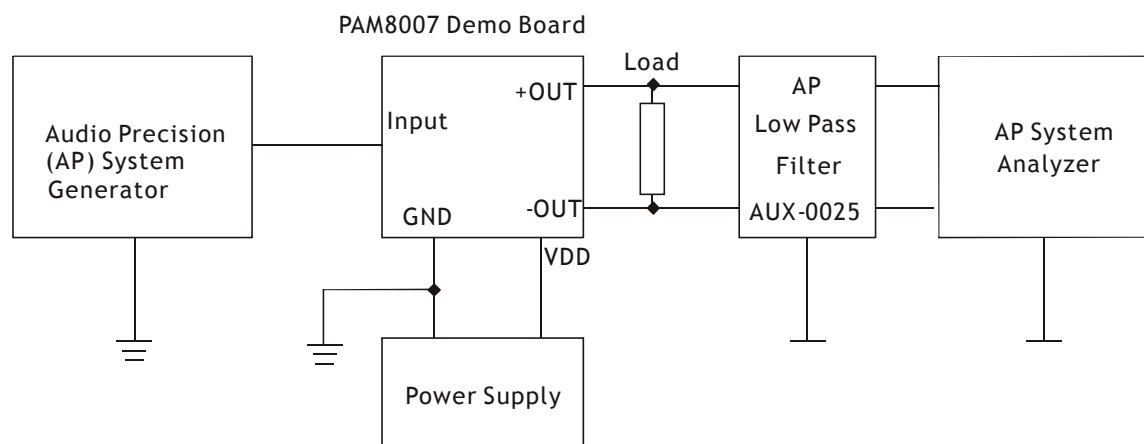 PAM8007 Demo Board
Audio Precision
(AP) System
Generator
Input
+OUT
-OUT
GND
VDD
Load
AP
Low Pass
Filter
AUX-0025
AP System
Analyzer
Power Supply